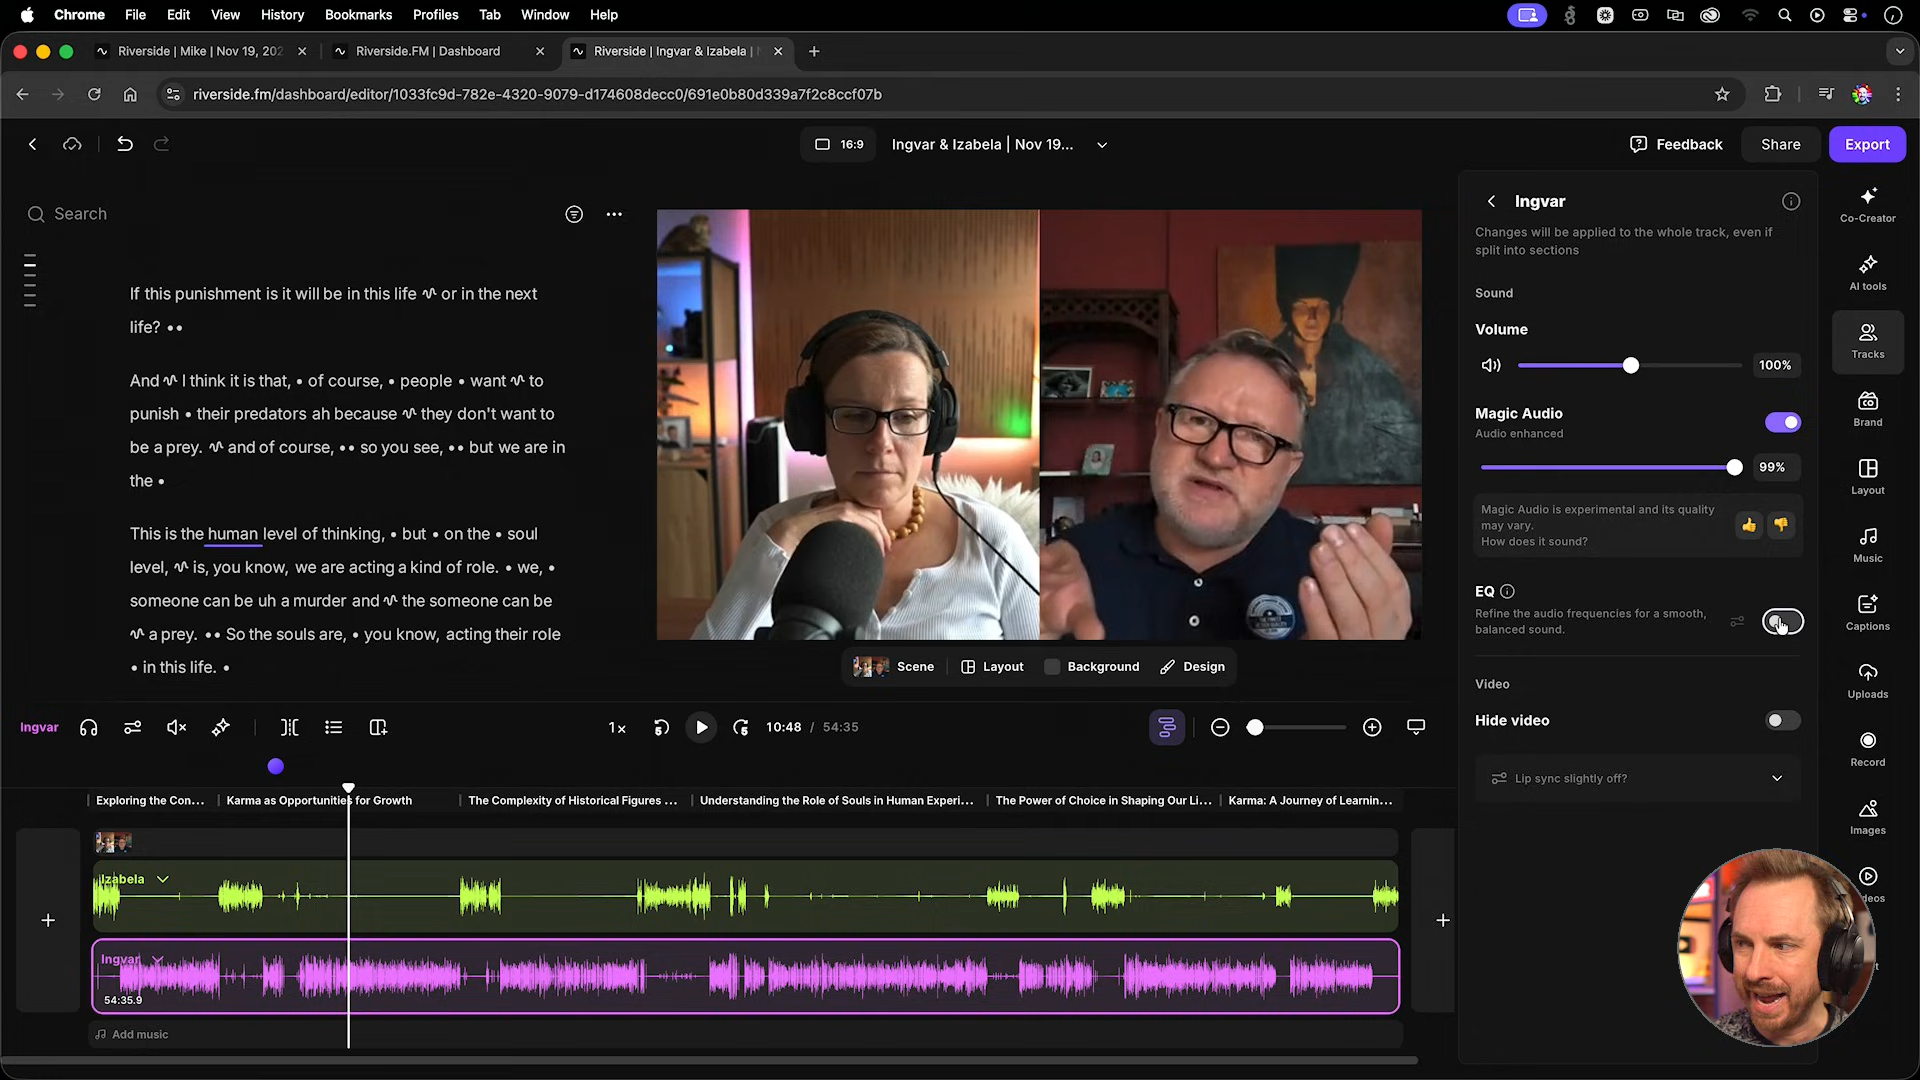 Chrome File Edit View History Bookmarks Profiles Tab Window Help
Riverside | Mike | Nov 19, 202
Riverside.FM | Dashboard
Riverside | Ingvar & Izabela |
riverside.fm/dashboard/editor/1033fc9d-782e-4320-9079-d174608decc0/691e0b80d339a7f2c8ccf07b
16:9
Ingvar & Izabela | Nov 19...
Feedback
Share
Export
Search
If this punishment is it will be in this life or in the next
life? ••
And I think it is that, • of course, • people • want to
punish • their predators ah because they don't want to
be a prey. and of course, •• so you see, •• but we are in
the •
This is the human level of thinking, • but • on the • soul
level, is, you know, we are acting a kind of role. • we, •
someone can be uh a murder and the someone can be
a prey. •• So the souls are, • you know, acting their role
• in this life. •
Scene
Layout
Background
Design
Ingvar
Changes will be applied to the whole track, even if
split into sections
Sound
Volume
100%
Magic Audio
Audio enhanced
99%
Magic Audio is experimental and its quality
may vary.
How does it sound?
EQ
Refine the audio frequencies for a smooth,
balanced sound.
Video
Hide video
Lip sync slightly off?
Co-Creator
AI tools
Tracks
Brand
Layout
Music
Captions
Uploads
Record
Images
Ingvar
1x
10:48 / 54:35
Exploring the Con...
Karma as Opportunities for Growth
The Complexity of Historical Figures ...
Understanding the Role of Souls in Human Experi...
The Power of Choice in Shaping Our Li...
Karma: A Journey of Learnin...
Izabela
Ingvar
54:35.9
Add music